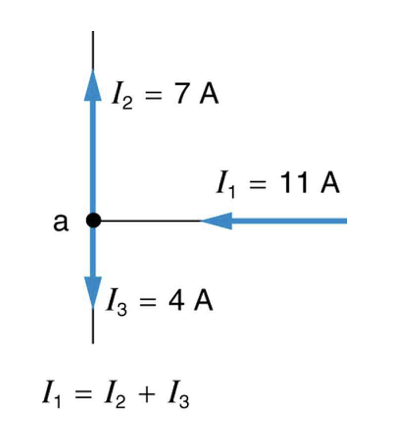 I₂ = 7 A
I₁ = 11 A
a
I₃ = 4 A
I₁ = I₂ + I₃